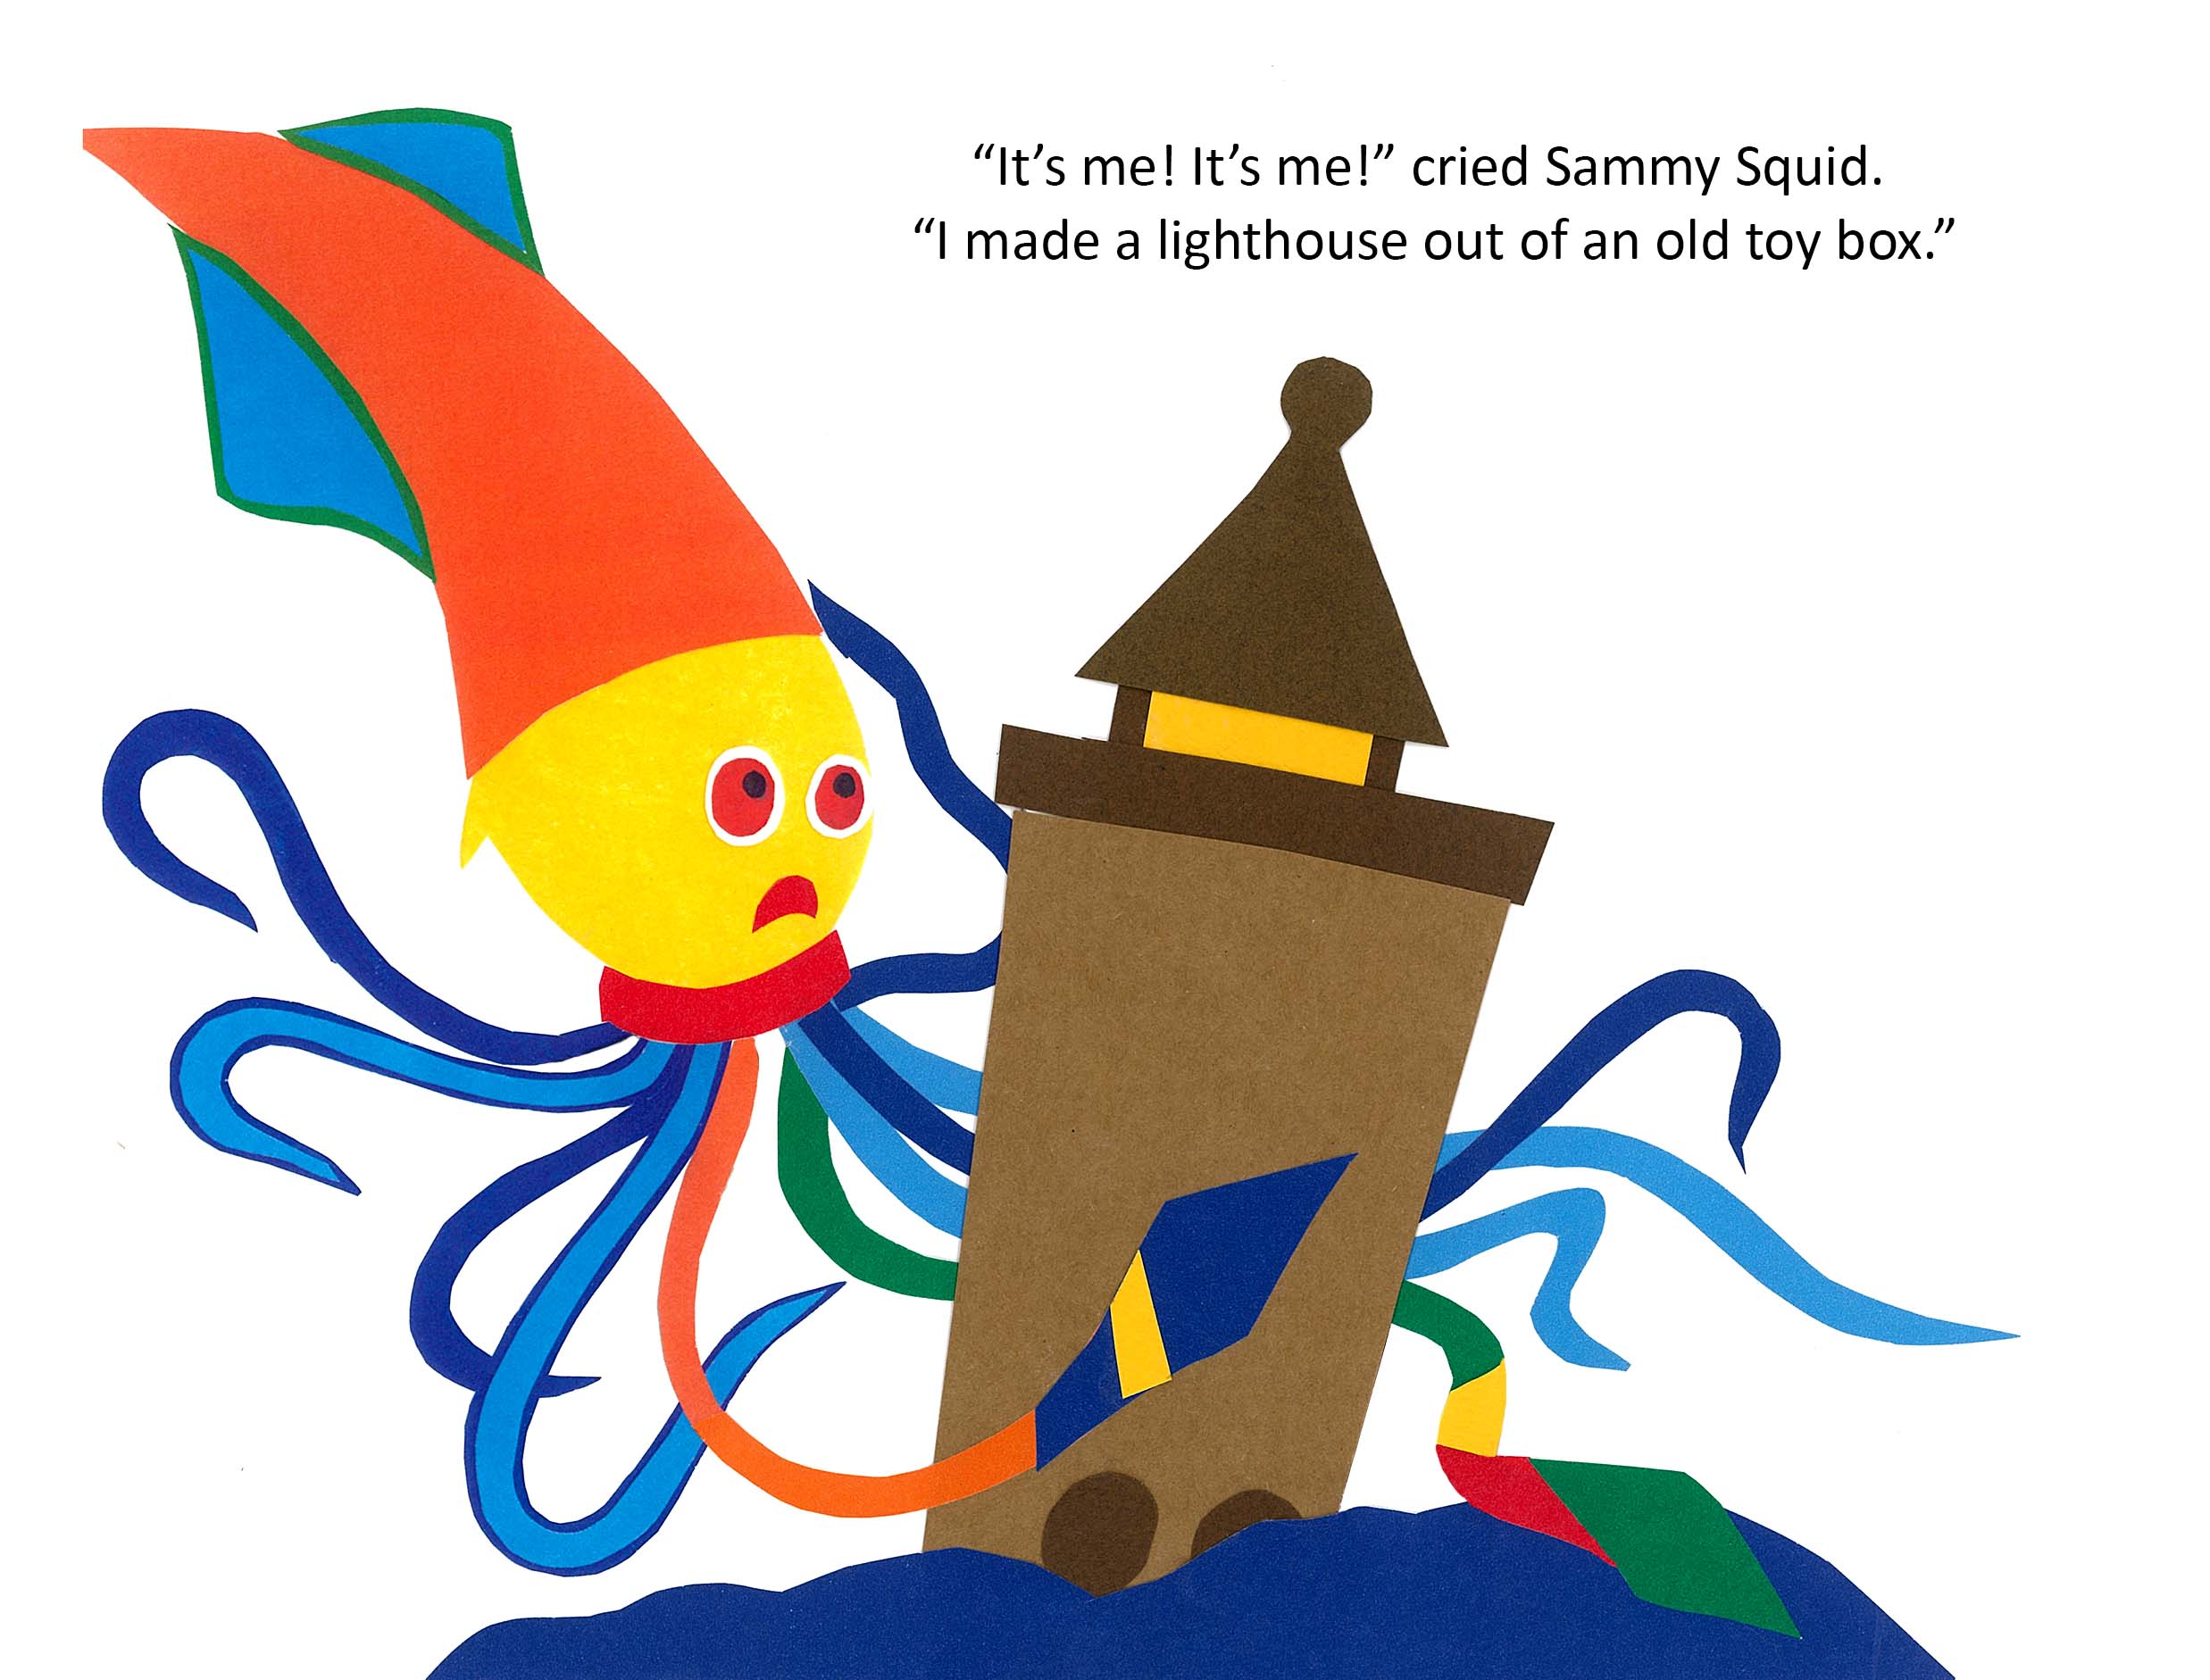 “It’s me! It’s me!” cried Sammy Squid.
“I made a lighthouse out of an old toy box.”